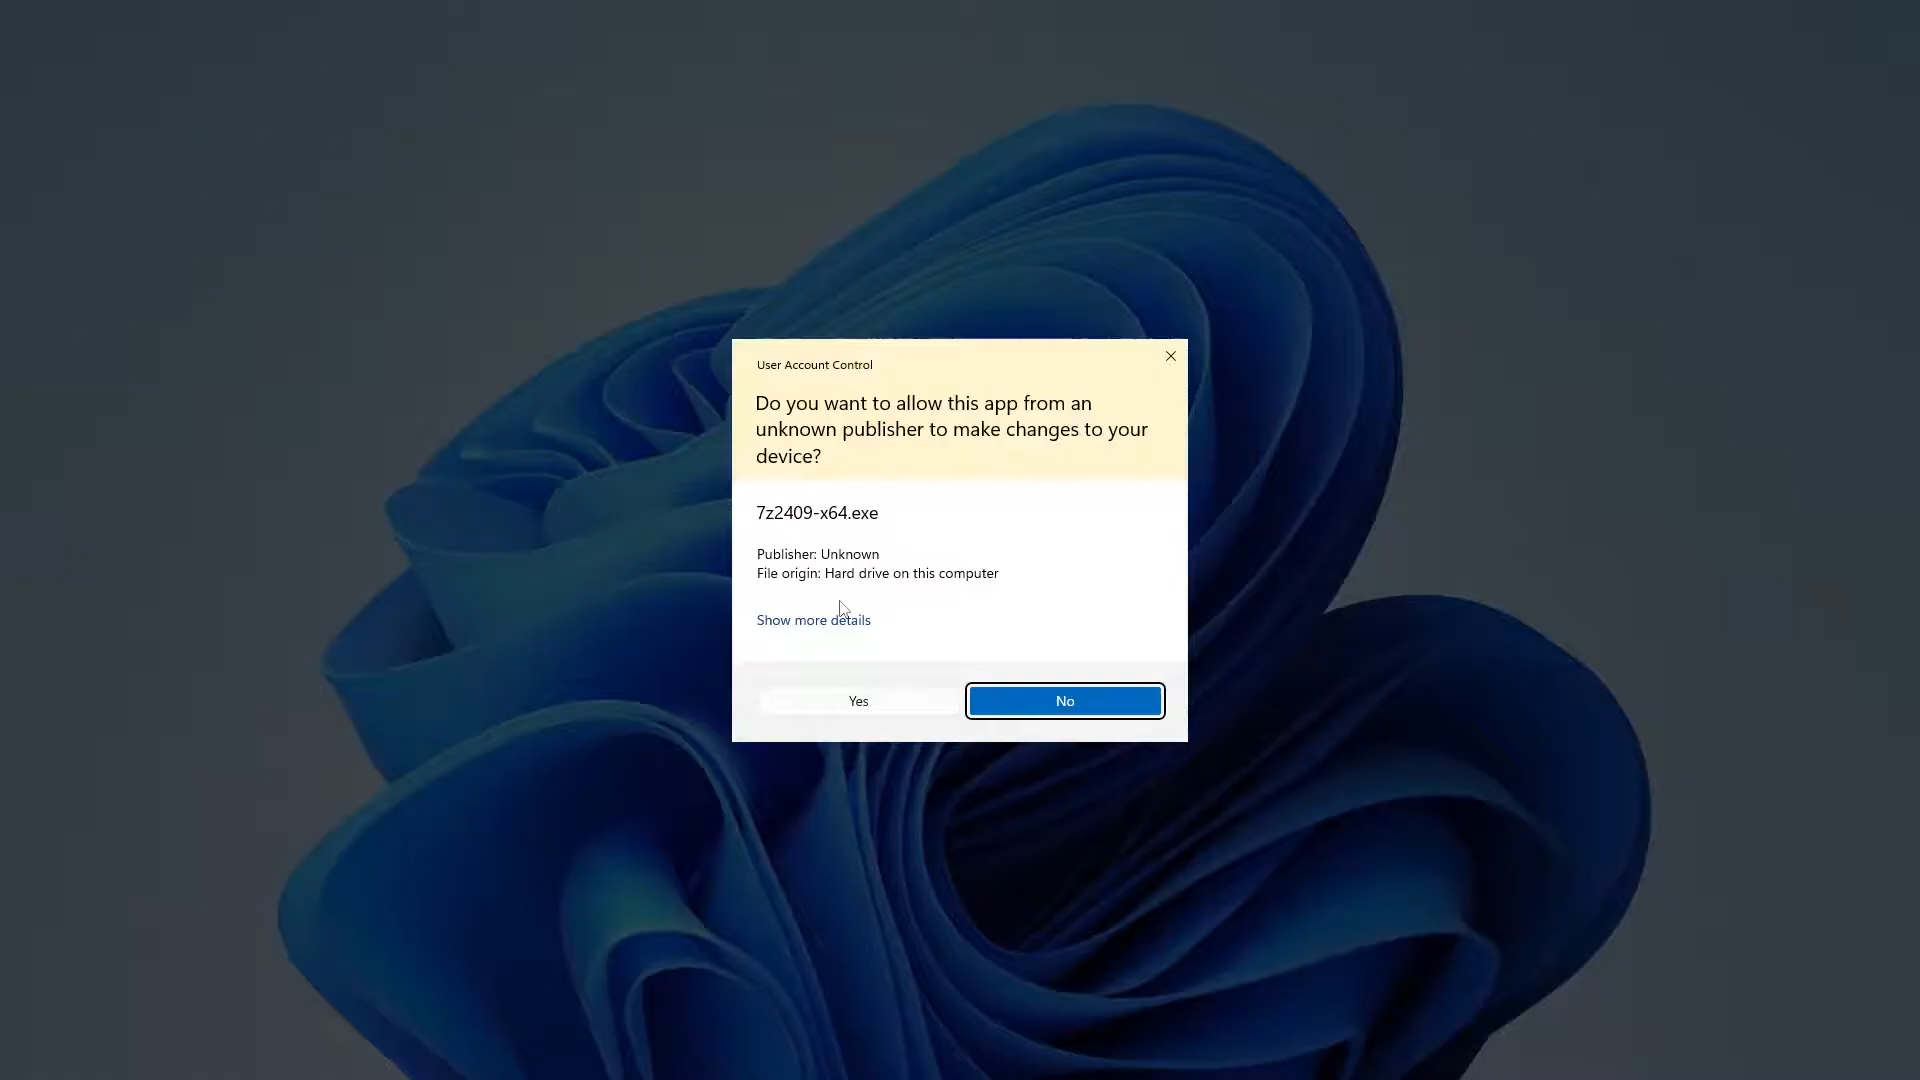 User Account Control
Do you want to allow this app from an
unknown publisher to make changes to your
device?
7z2409-x64.exe
Publisher: Unknown
File origin: Hard drive on this computer
Show more details
Yes
No